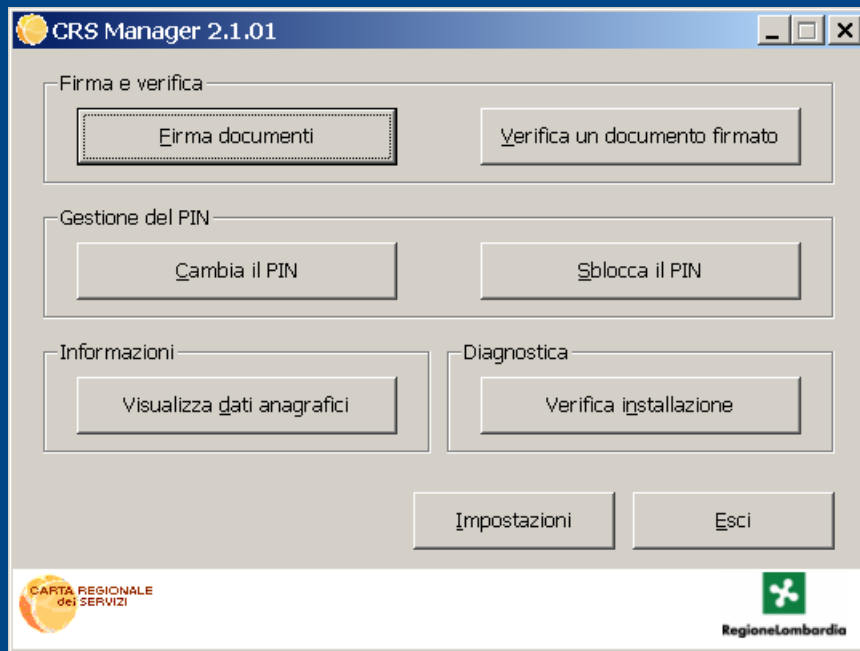 CRS Manager 2.1.01
Firma e verifica
Firma documenti
Verifica un documento firmato
Gestione del PIN
Cambia il PIN
Sblocca il PIN
Informazioni
Diagnostica
Visualizza dati anagrafici
Verifica installazione
Impostazioni
Esci
CARTA REGIONALE
dei SERVIZI
RegioneLombardia